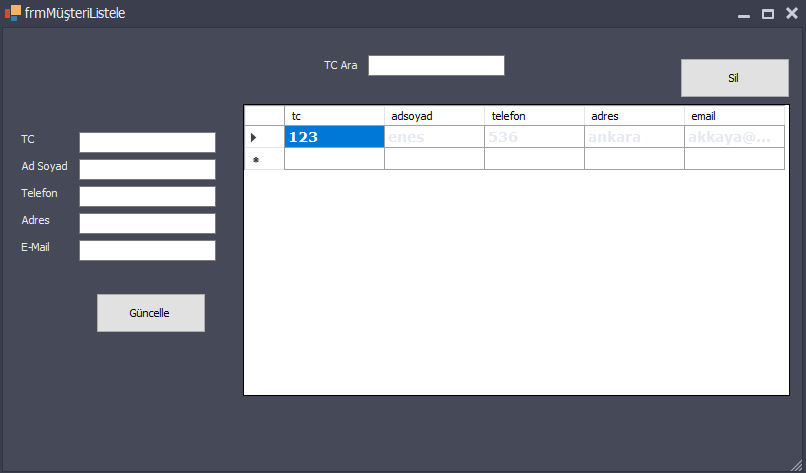 frmMüşteriListele
TC Ara
Sil
tc adsoyad telefon adres email
123 enes 536 ankara akkaya@...
TC
Ad Soyad
Telefon
Adres
E-Mail
Güncelle